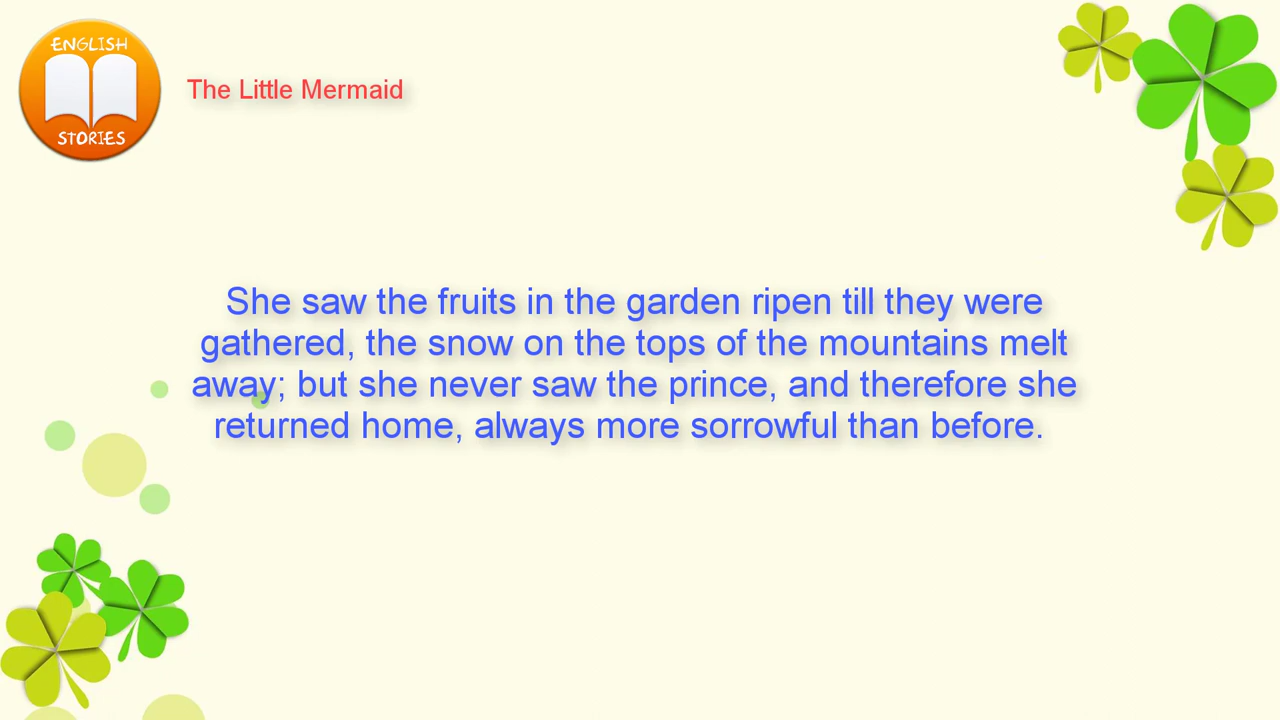 ENGLISH
STORIES
The Little Mermaid
She saw the fruits in the garden ripen till they were
gathered, the snow on the tops of the mountains melt
away; but she never saw the prince, and therefore she
returned home, always more sorrowful than before.